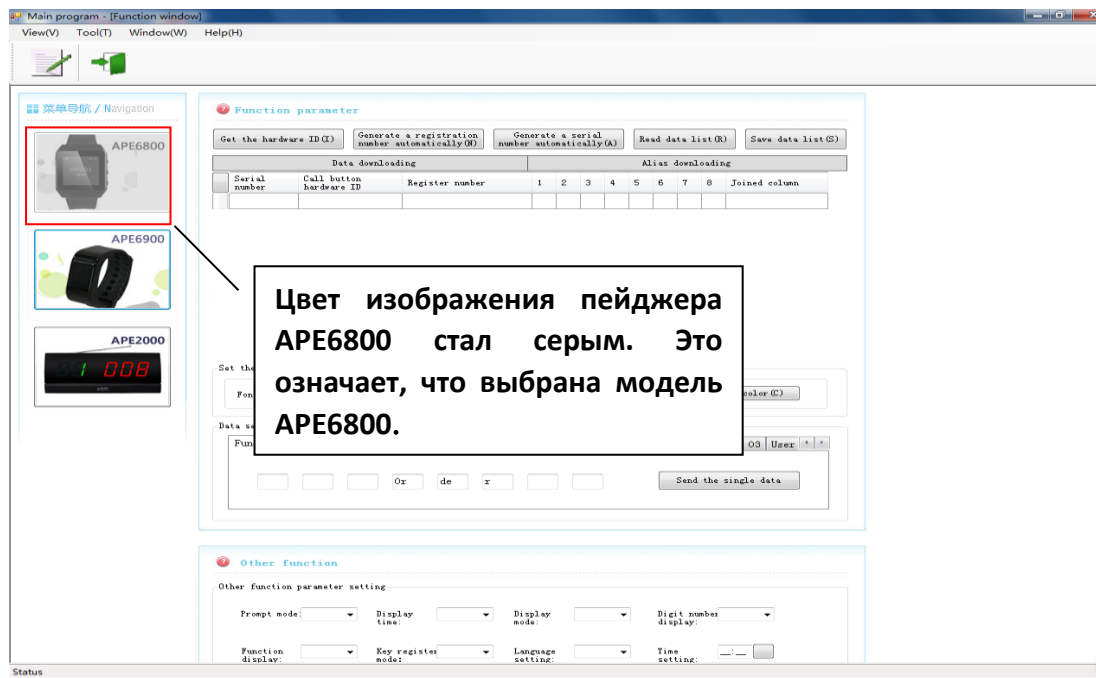 Main program - [Function window]
View(V) Tool(T) Window(W) Help(H)
菜单导航 / Navigation
APE6800
APE6900
APE2000
1 008
Function parameter
Get the hardware ID(I) Generate a registration number automatically(N) Generate a serial number automatically(A) Read data list(R) Save data list(S)
Data downloading Alias downloading
Serial number Call button hardware ID Register number 1 2 3 4 5 6 7 8 Joined column
Цвет изображения пейджера
APE6800 стал серым. Это
означает, что выбрана модель
APE6800.
Set the
Fon
color(C)
Data se
Fun
03 User
Or de r Send the single data
Other function
Other function parameter setting
Prompt mode: Display time: Display mode: Digit number display:
Function display: Key register mode: Language setting: Time setting: __:__
Status